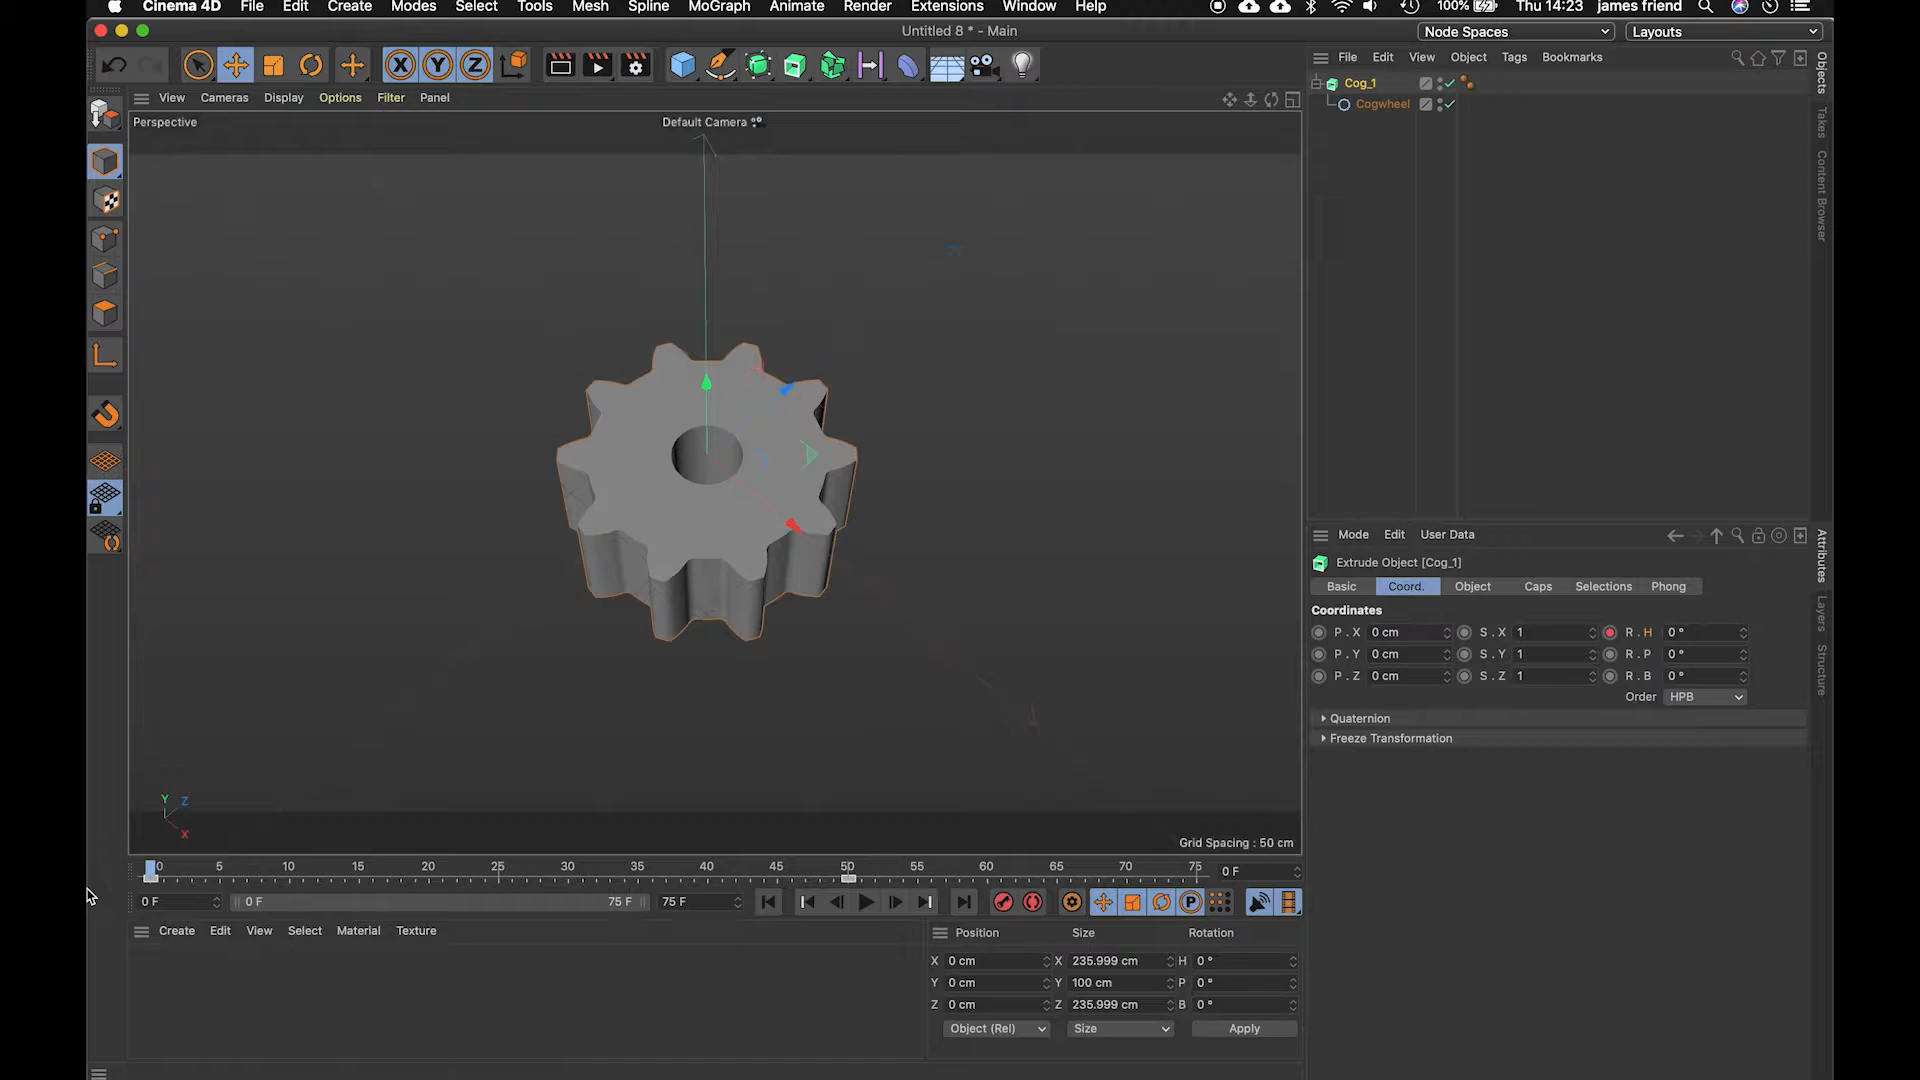 Cinema 4D File Edit Create Modes Select Tools Mesh Spline MoGraph Animate Render Extensions Window Help 100% Thu 14:23 james friend
Untitled 8 * - Main
Node Spaces Layouts
X Y Z
File Edit View Object Tags Bookmarks
View Cameras Display Options Filter Panel
Perspective
Default Camera
Cog_1
Cogwheel
Objects
Takes
Content Browser
Mode Edit User Data
Extrude Object [Cog_1]
Basic Coord. Object Caps Selections Phong
Coordinates
P . X 0 cm S . X 1 R . H 0 °
P . Y 0 cm S . Y 1 R . P 0 °
P . Z 0 cm S . Z 1 R . B 0 °
Order HPB
Quaternion
Freeze Transformation
Attributes
Layers
Structure
Y Z
X
Grid Spacing : 50 cm
0 5 10 15 20 25 30 35 40 45 50 55 60 65 70 75 0 F
0 F 0 F 75 F 75 F P
Create Edit View Select Material Texture
Position Size Rotation
X 0 cm X 235.999 cm H 0 °
Y 0 cm Y 100 cm P 0 °
Z 0 cm Z 235.999 cm B 0 °
Object (Rel) Size Apply